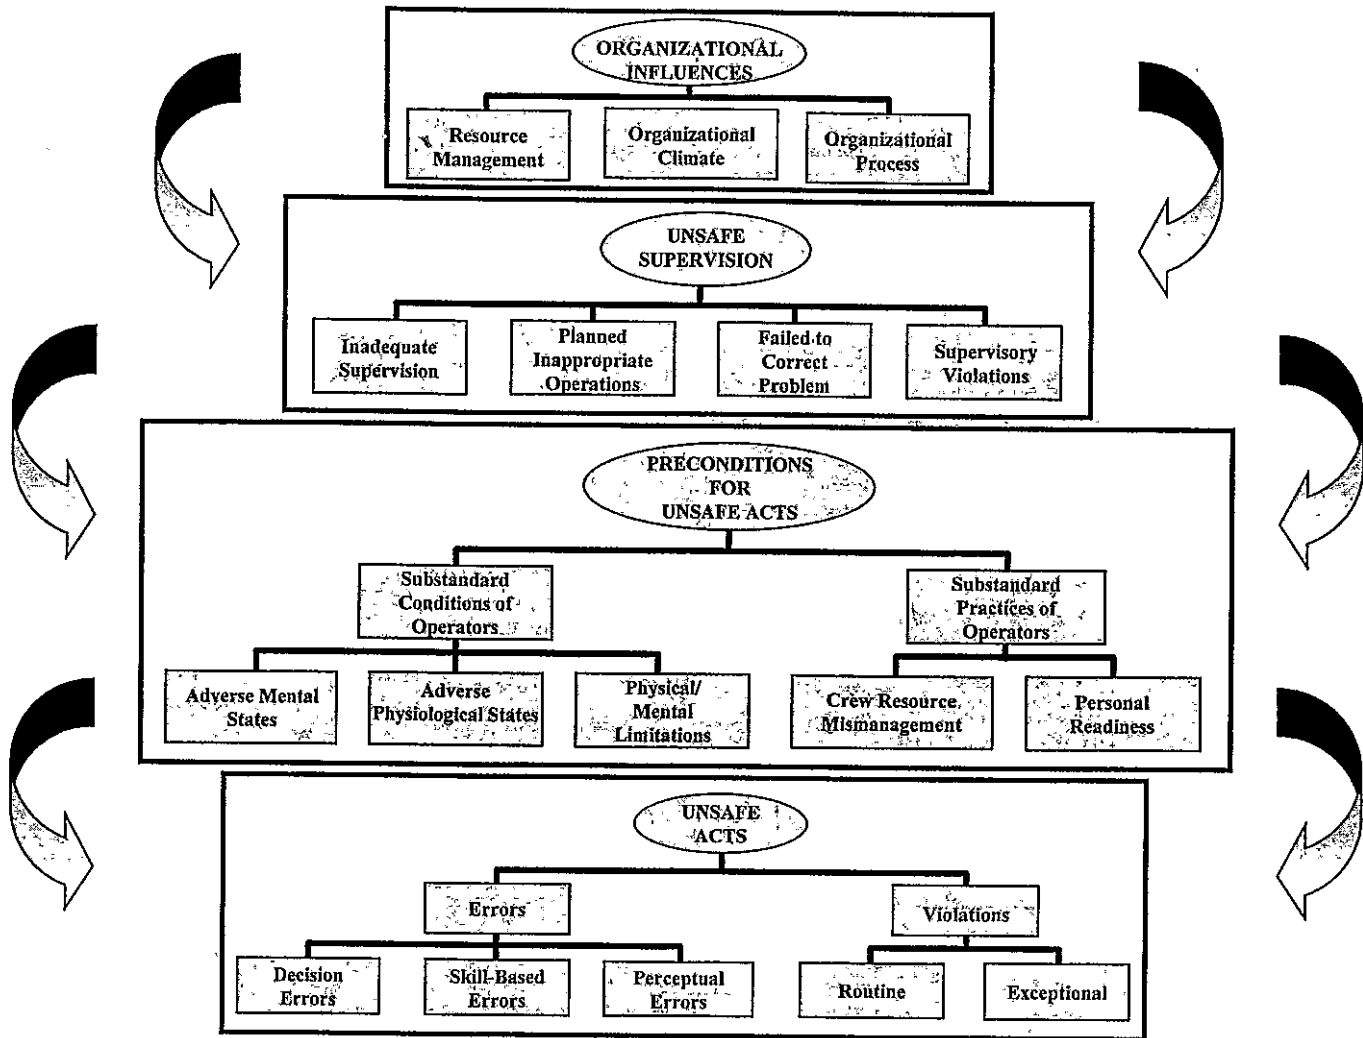 ORGANIZATIONAL
INFLUENCES
Resource
Management
Organizational
Climate
Organizational
Process
UNSAFE
SUPERVISION
Inadequate
Supervision
Planned
Inappropriate
Operations
Failed to
Correct
Problem
Supervisory
Violations
PRECONDITIONS
FOR
UNSAFE ACTS
Substandard
Conditions of
Operators
Substandard
Practices of
Operators
Adverse Mental
States
Adverse
Physiological States
Physical/
Mental
Limitations
Crew Resource
Mismanagement
Personal
Readiness
UNSAFE
ACTS
Errors
Violations
Decision
Errors
Skill-Based
Errors
Perceptual
Errors
Routine
Exceptional